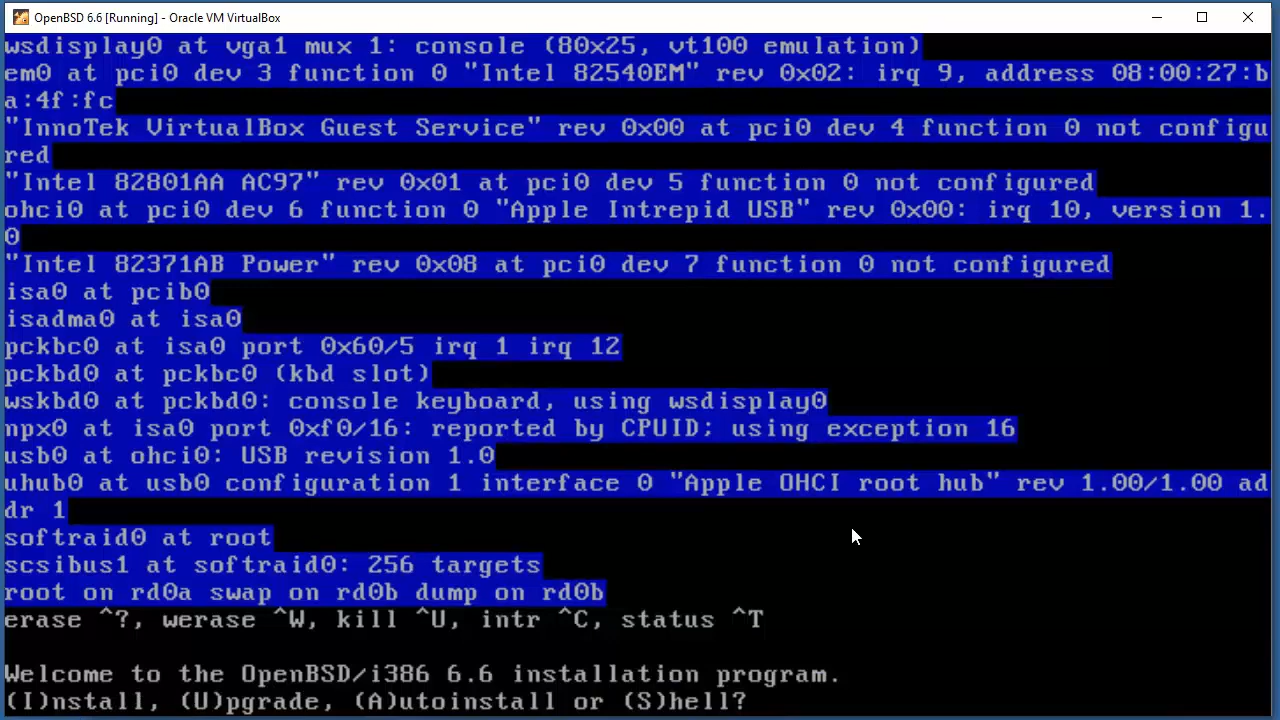 OpenBSD 6.6 [Running] - Oracle VM VirtualBox
wsdisplay0 at vga1 mux 1: console (80x25, vt100 emulation)
em0 at pci0 dev 3 function 0 "Intel 82540EM" rev 0x02: irq 9, address 08:00:27:b
a:4f:fc
"InnoTek VirtualBox Guest Service" rev 0x00 at pci0 dev 4 function 0 not configu
red
"Intel 82801AA AC97" rev 0x01 at pci0 dev 5 function 0 not configured
ohci0 at pci0 dev 6 function 0 "Apple Intrepid USB" rev 0x00: irq 10, version 1.
0
"Intel 82371AB Power" rev 0x08 at pci0 dev 7 function 0 not configured
isa0 at pcib0
isadma0 at isa0
pckbc0 at isa0 port 0x60/5 irq 1 irq 12
pckbd0 at pckbc0 (kbd slot)
wskbd0 at pckbd0: console keyboard, using wsdisplay0
npx0 at isa0 port 0xf0/16: reported by CPUID; using exception 16
usb0 at ohci0: USB revision 1.0
uhub0 at usb0 configuration 1 interface 0 "Apple OHCI root hub" rev 1.00/1.00 ad
dr 1
softraid0 at root
scsibus1 at softraid0: 256 targets
root on rd0a swap on rd0b dump on rd0b
erase ^?, werase ^W, kill ^U, intr ^C, status ^T
Welcome to the OpenBSD/i386 6.6 installation program.
(I)nstall, (U)pgrade, (A)utoinstall or (S)hell?